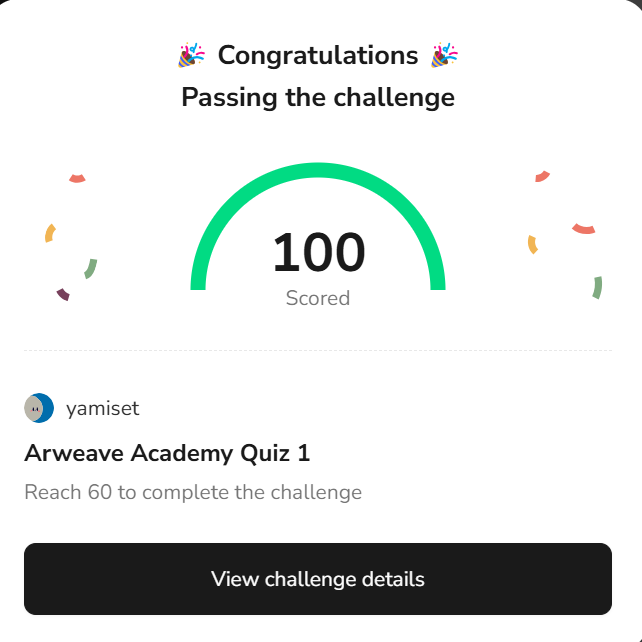 🎉 Congratulations 🎉
Passing the challenge
100
Scored
yamiset
Arweave Academy Quiz 1
Reach 60 to complete the challenge
View challenge details